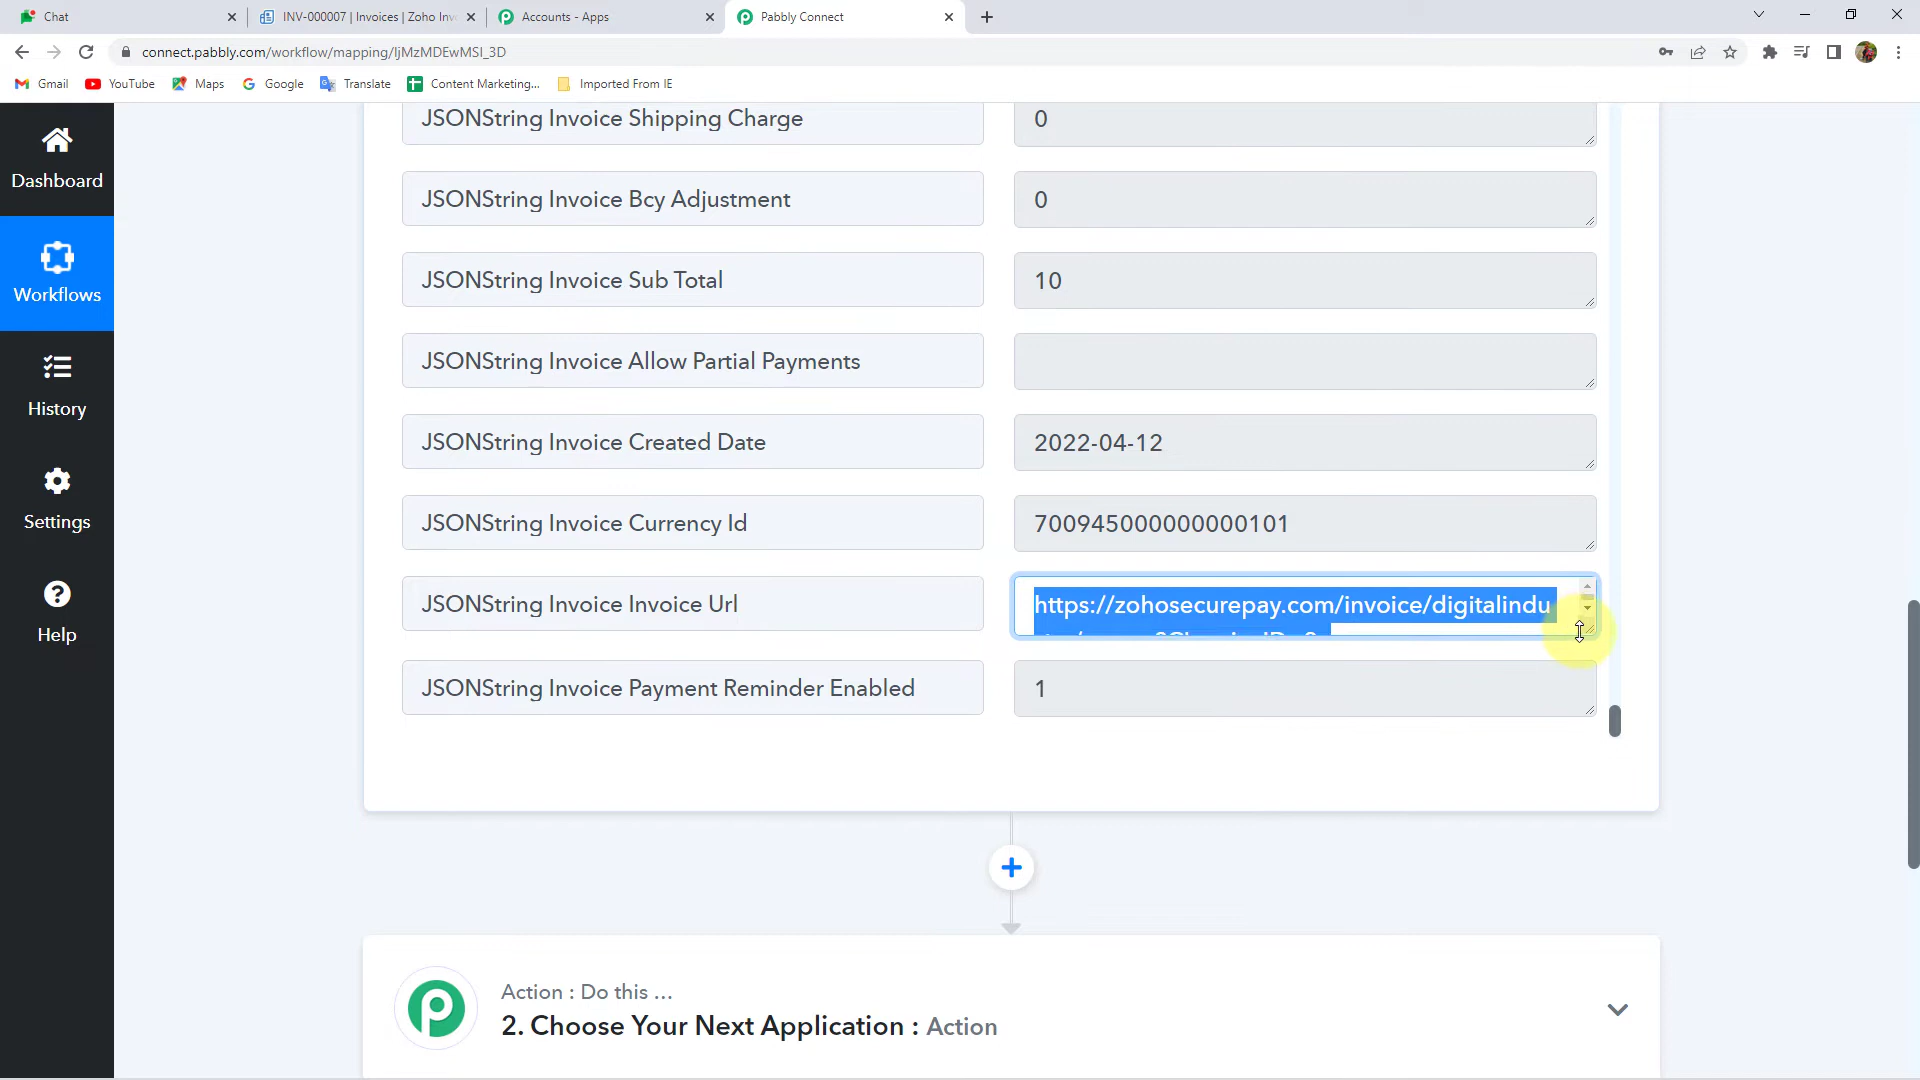 Chat
INV-000007 | Invoices | Zoho Inv
Accounts - Apps
Pabbly Connect
connect.pabbly.com/workflow/mapping/IjMzMDEwMSI_3D
Gmail
YouTube
Maps
Google
Translate
Content Marketing...
Imported From IE
Dashboard
Workflows
History
Settings
Help
JSONString Invoice Shipping Charge
0
JSONString Invoice Bcy Adjustment
0
JSONString Invoice Sub Total
10
JSONString Invoice Allow Partial Payments
JSONString Invoice Created Date
2022-04-12
JSONString Invoice Currency Id
700945000000000101
JSONString Invoice Invoice Url
https://zohosecurepay.com/invoice/digitalindu
JSONString Invoice Payment Reminder Enabled
1
Action : Do this ...
2. Choose Your Next Application : Action